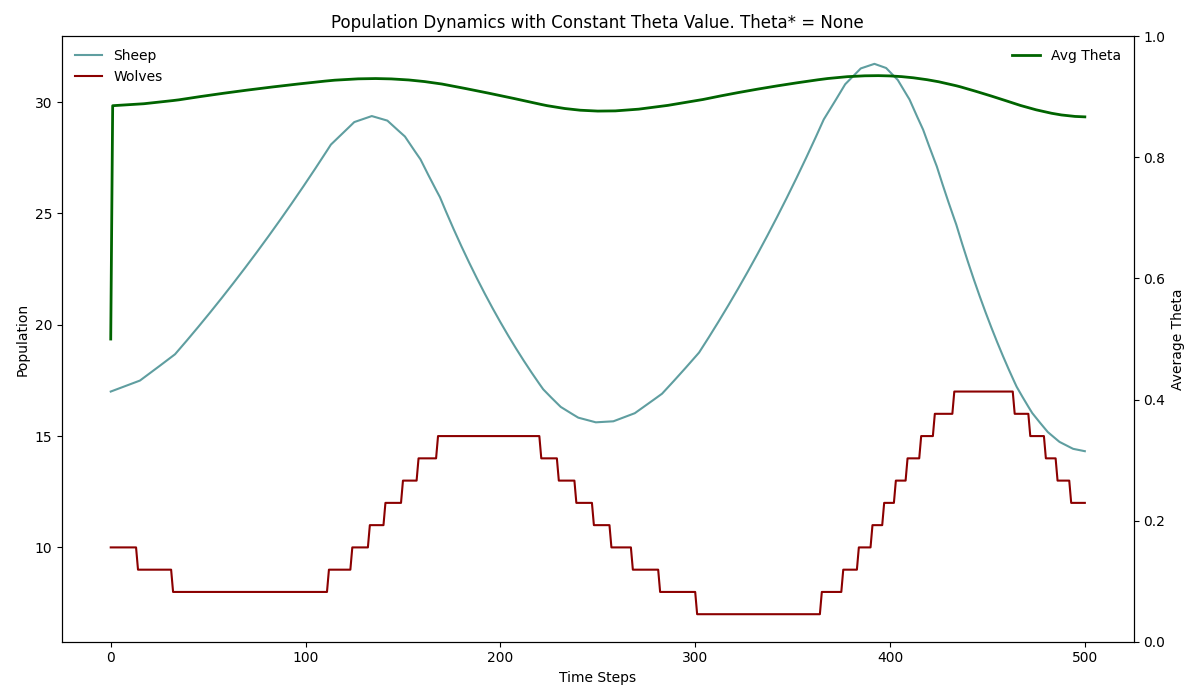 Population Dynamics with Constant Theta Value. Theta* = None
Sheep
Wolves
Avg Theta
Population
30
25
20
15
10
1.0
0.8
0.6
0.4
0.2
0.0
Average Theta
0
100
200
300
400
500
Time Steps